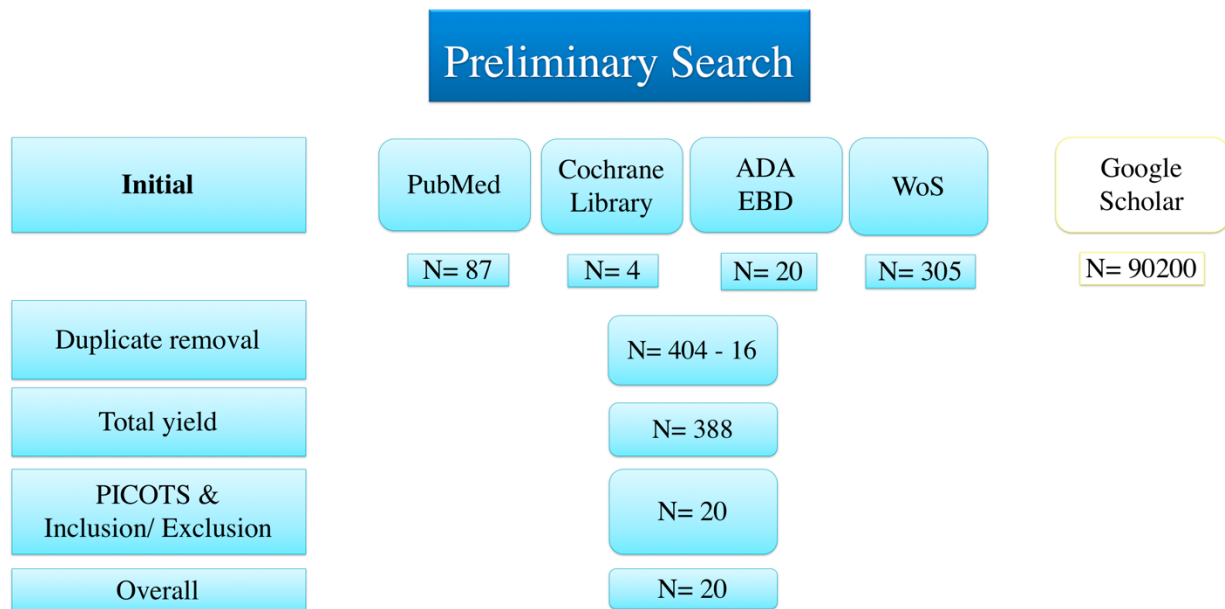 Preliminary Search
Initial
PubMed
Cochrane
Library
ADA
EBD
WoS
Google
Scholar
N= 87
N= 4
N= 20
N= 305
N= 90200
Duplicate removal
N= 404 - 16
Total yield
N= 388
PICOTS &
Inclusion/ Exclusion
N= 20
Overall
N= 20